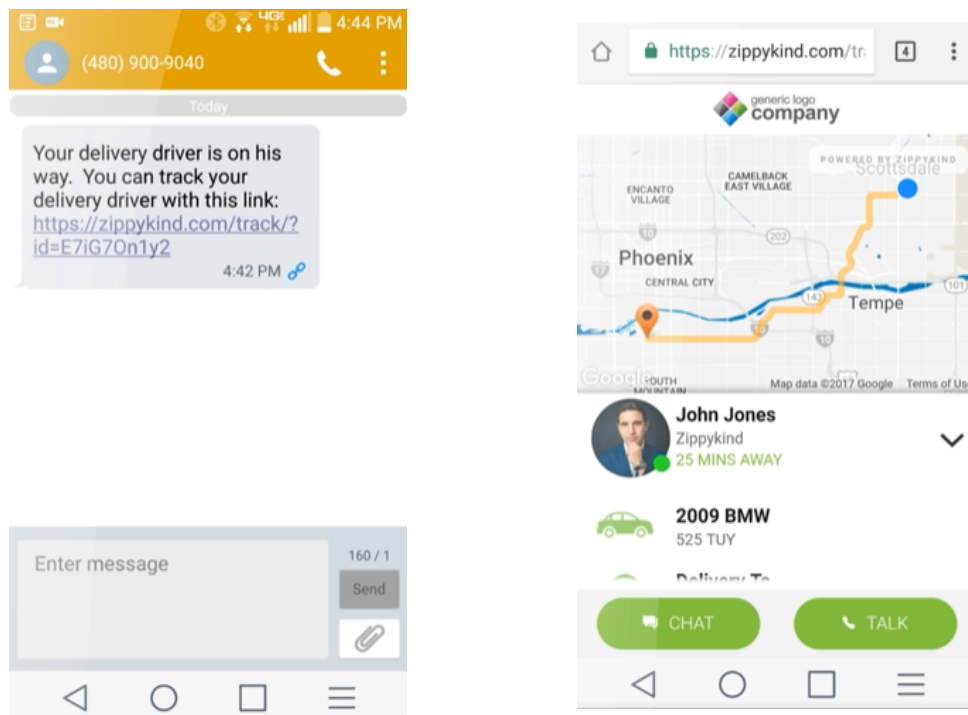 4G 4:44 PM
(480) 900-9040
Today
Your delivery driver is on his
way. You can track your
delivery driver with this link:
https://zippykind.com/track/?
id=E7iG7On1y2
4:42 PM
Enter message
160 / 1
Send
https://zippykind.com/tr
4
generic logo
company
POWERED BY ZIPPYKIND
Scottsdale
CAMELBACK
EAST VILLAGE
ENCANTO
VILLAGE
10
202
Phoenix
17
CENTRAL CITY
101
143
Tempe
10
10
Google
SOUTH
MOUNTAIN
Map data ©2017 Google Terms of Us
John Jones
Zippykind
25 MINS AWAY
2009 BMW
525 TUY
Delivery To
CHAT
TALK